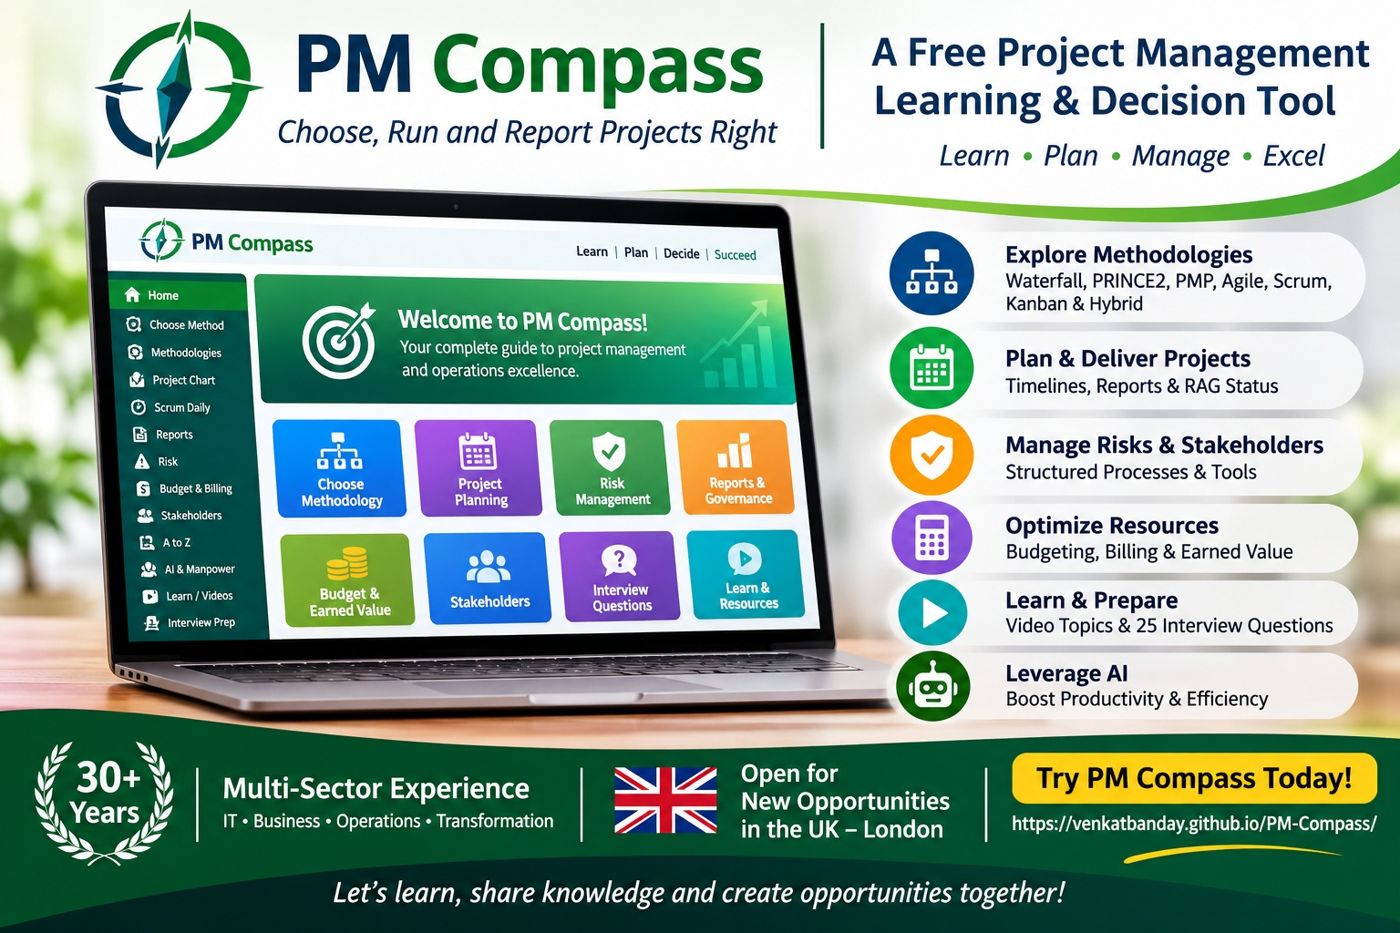 PM Compass
Choose, Run and Report Projects Right
A Free Project Management
Learning & Decision Tool
Learn • Plan • Manage • Excel
PM Compass
Learn | Plan | Decide | Succeed
Home
Choose Method
Methodologies
Project Chart
Scrum Daily
Reports
Risk
Budget & Billing
Stakeholders
A to Z
AI & Manpower
Learn / Videos
Interview Prep
Welcome to PM Compass!
Your complete guide to project management
and operations excellence.
Choose
Methodology
Project
Planning
Risk
Management
Reports &
Governance
Budget &
Earned Value
Stakeholders
Interview
Questions
Learn &
Resources
Explore Methodologies
Waterfall, PRINCE2, PMP, Agile, Scrum,
Kanban & Hybrid
Plan & Deliver Projects
Timelines, Reports & RAG Status
Manage Risks & Stakeholders
Structured Processes & Tools
Optimize Resources
Budgeting, Billing & Earned Value
Learn & Prepare
Video Topics & 25 Interview Questions
Leverage AI
Boost Productivity & Efficiency
30+
Years
Multi-Sector Experience
IT • Business • Operations • Transformation
Open for
New Opportunities
in the UK – London
Try PM Compass Today!
https://venkatbanday.github.io/PM-Compass/
Let's learn, share knowledge and create opportunities together!